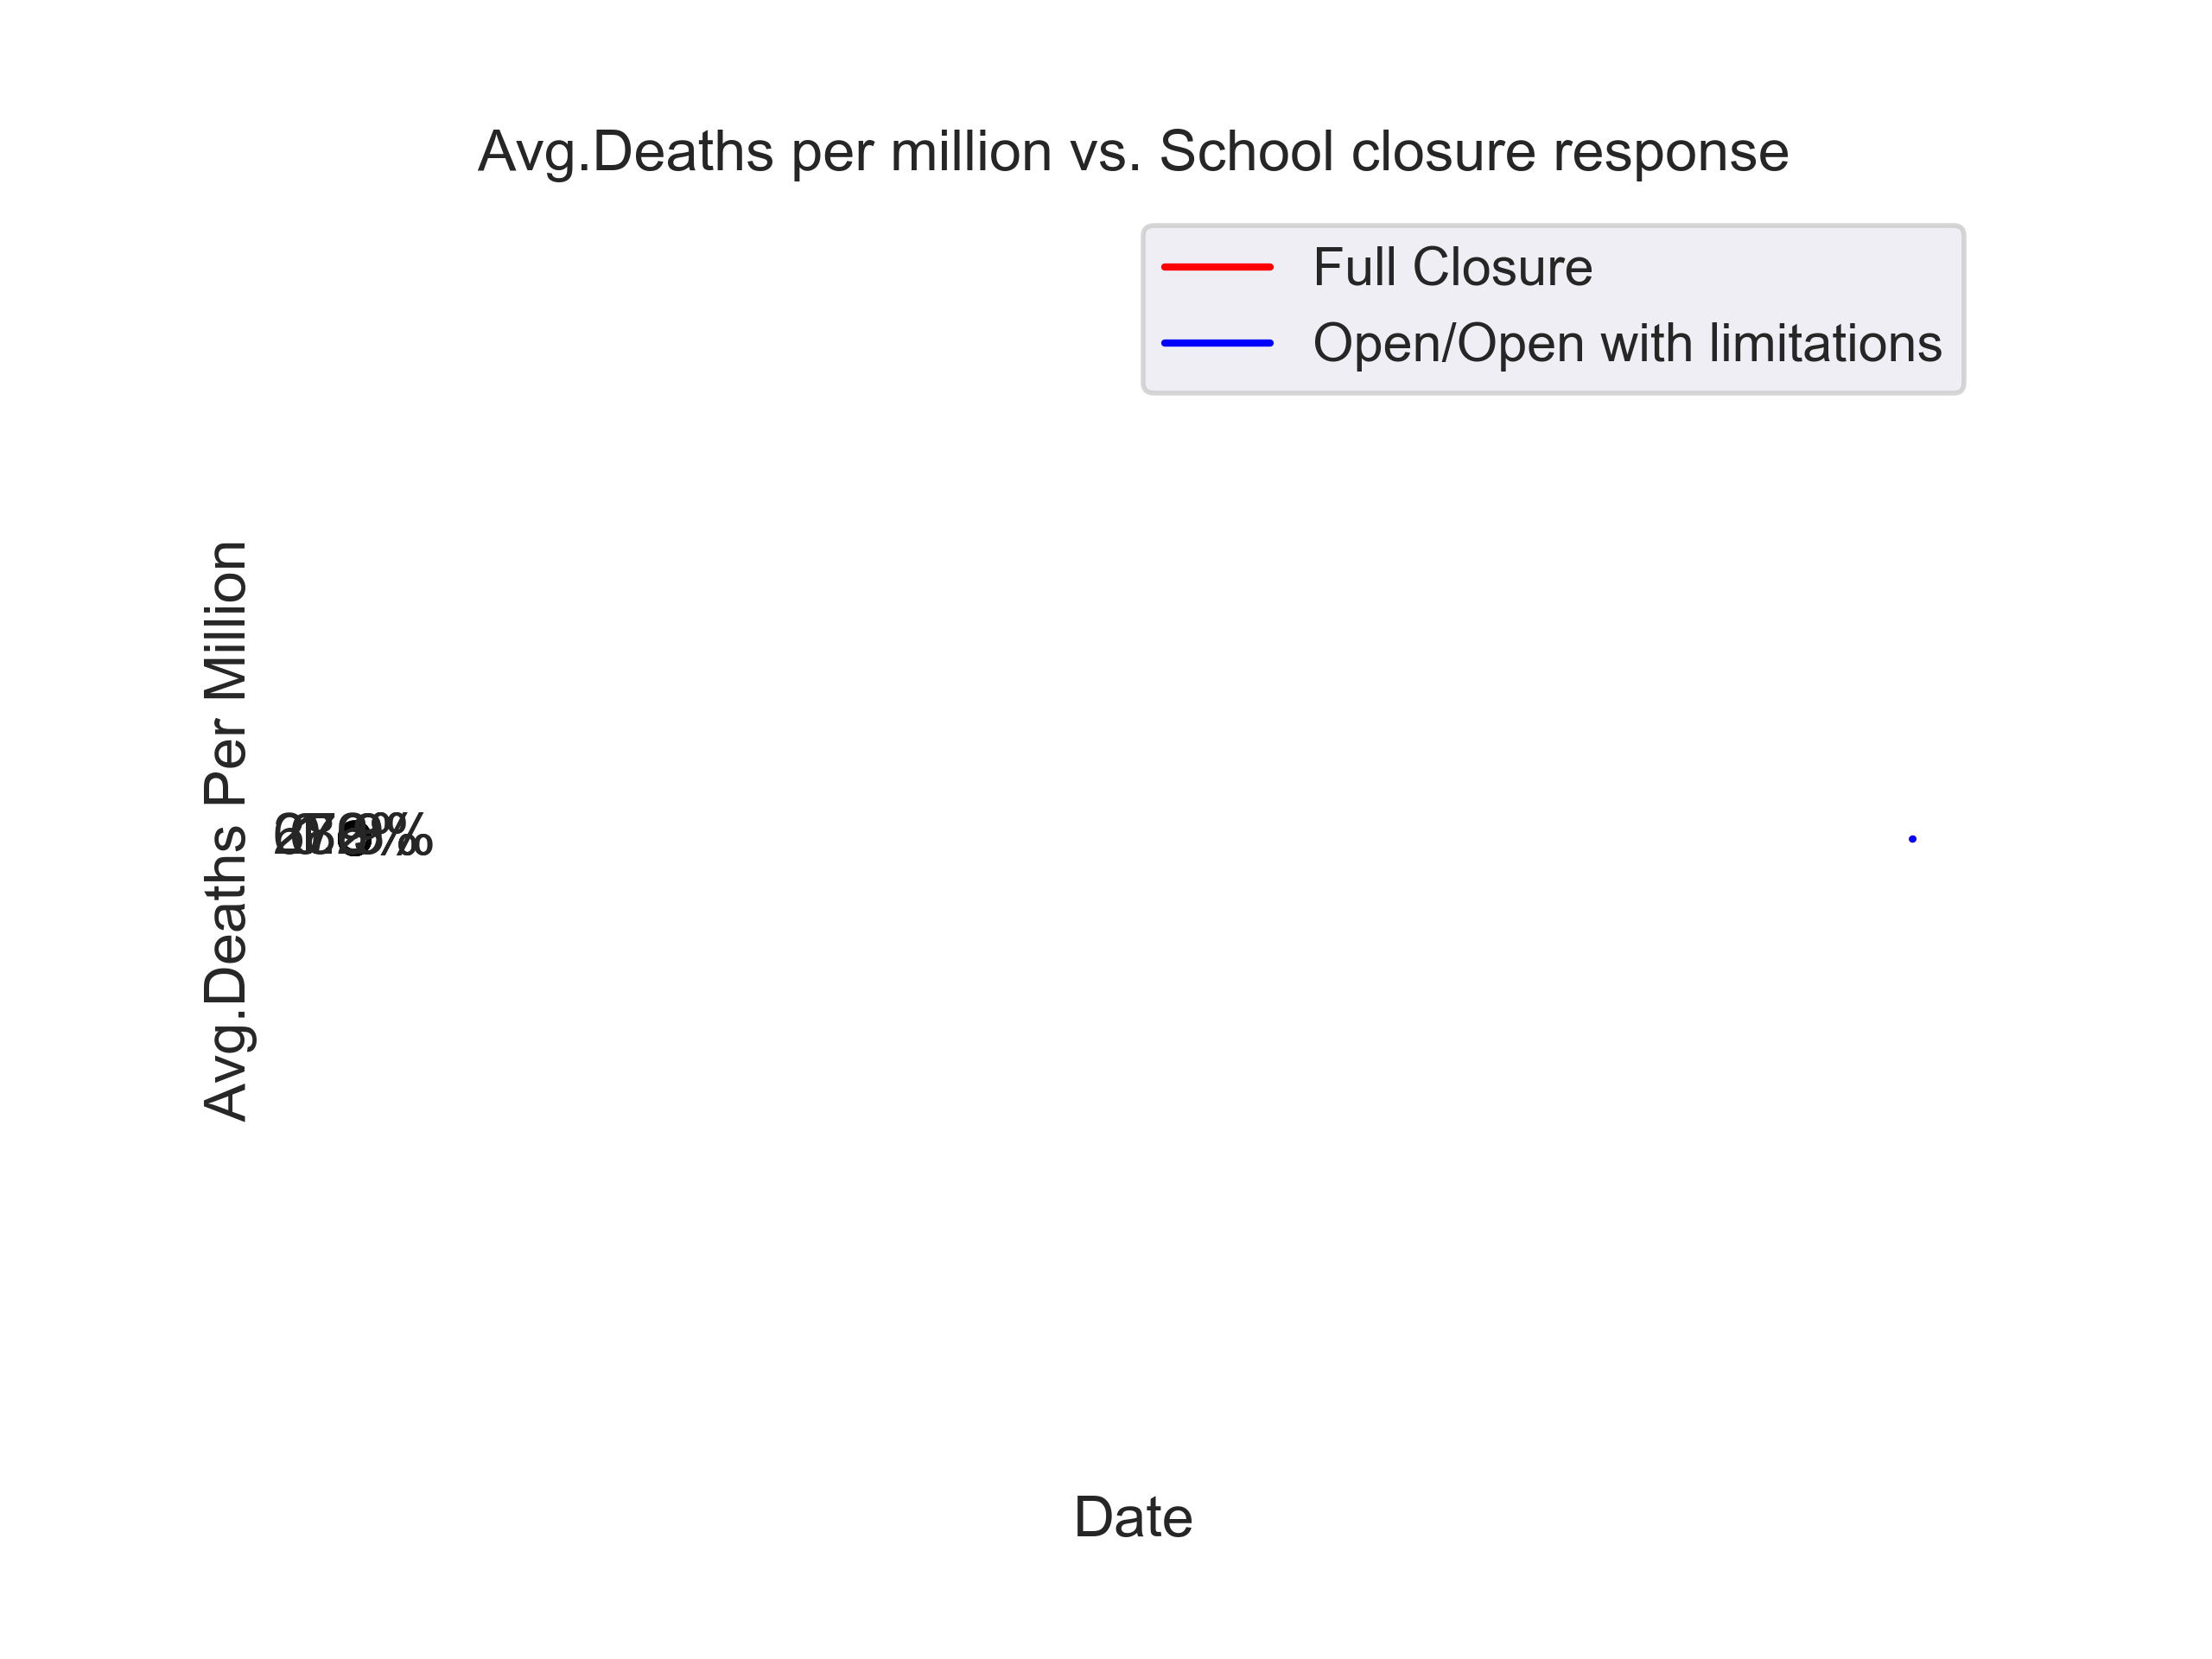 Avg.Deaths per million vs. School closure response
Full Closure
Open/Open with limitations
Avg.Deaths Per Million
Date